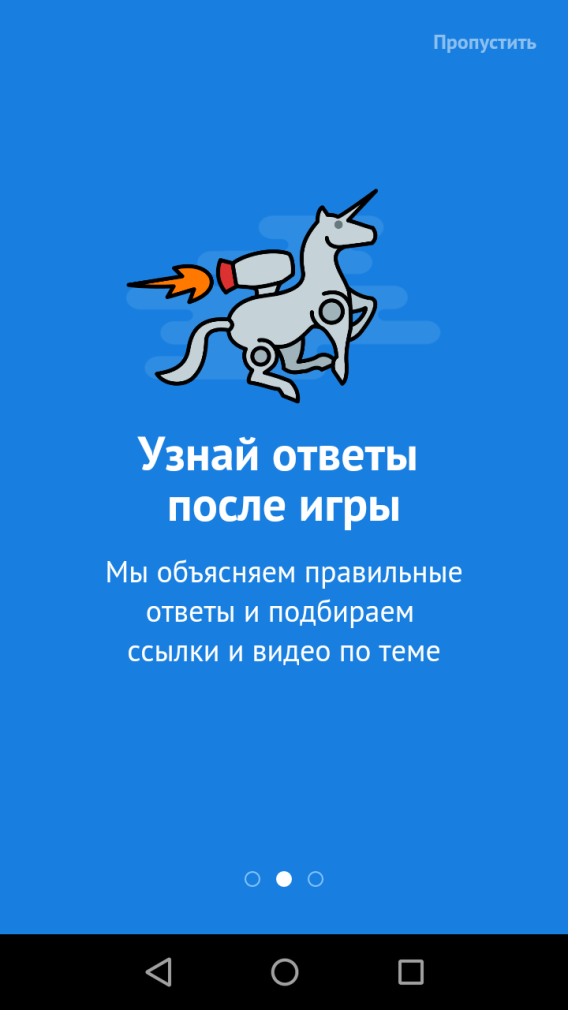 Пропустить
Узнай ответы
после игры
Мы объясняем правильные
ответы и подбираем
ссылки и видео по теме